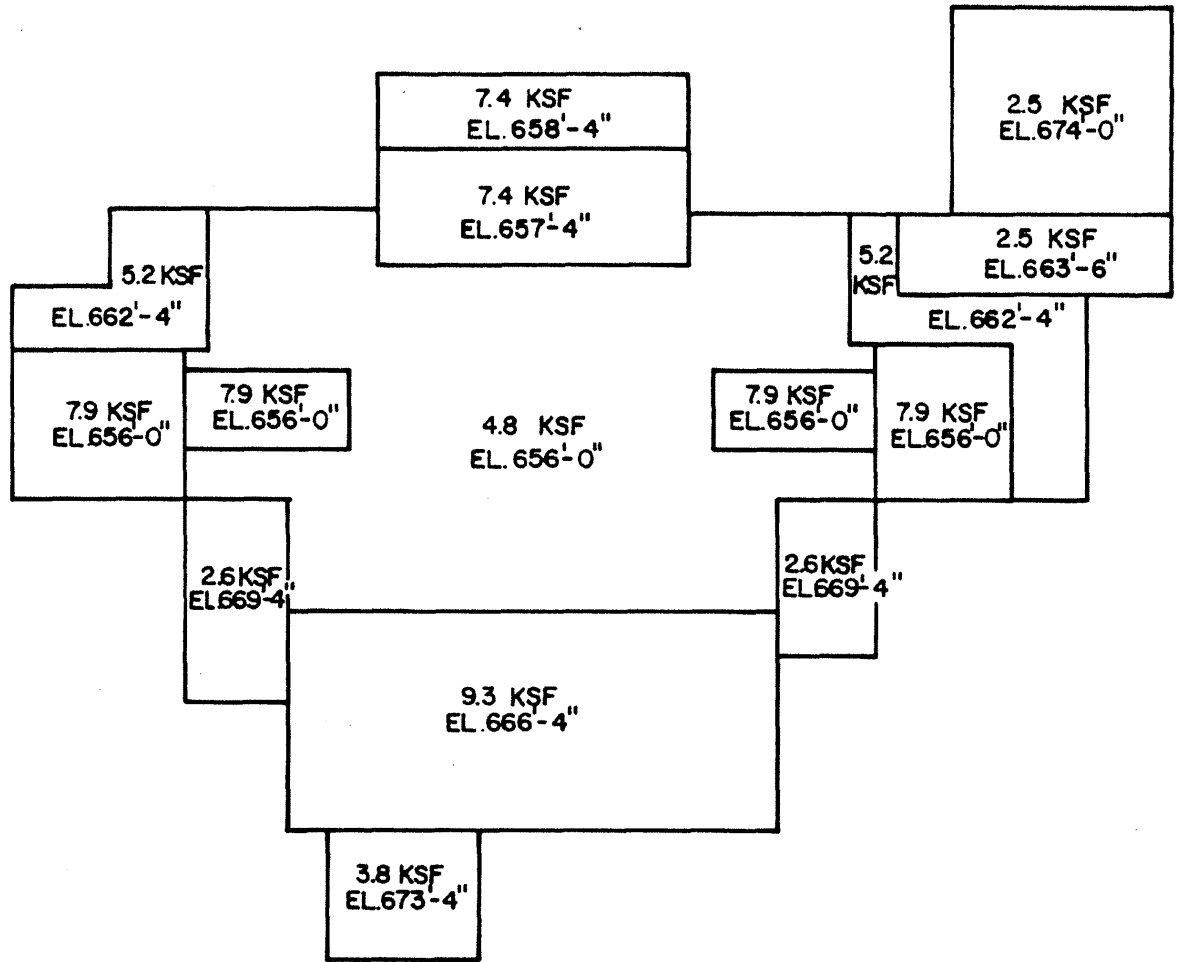 7.4 KSF
EL. 658'-4"
2.5 KSF
EL. 674'-0"
7.4 KSF
EL. 657'-4"
5.2 KSF
EL. 662'-4"
5.2
KSF
2.5 KSF
EL. 663'-6"
EL. 662'-4"
7.9 KSF
EL. 656'-0"
7.9 KSF
EL. 656'-0"
4.8 KSF
EL. 656'-0"
7.9 KSF
EL. 656'-0"
7.9 KSF
EL. 656'-0"
2.6 KSF
EL. 669'-4"
2.6 KSF
EL. 669'-4"
9.3 KSF
EL. 666'-4"
3.8 KSF
EL. 673'-4"